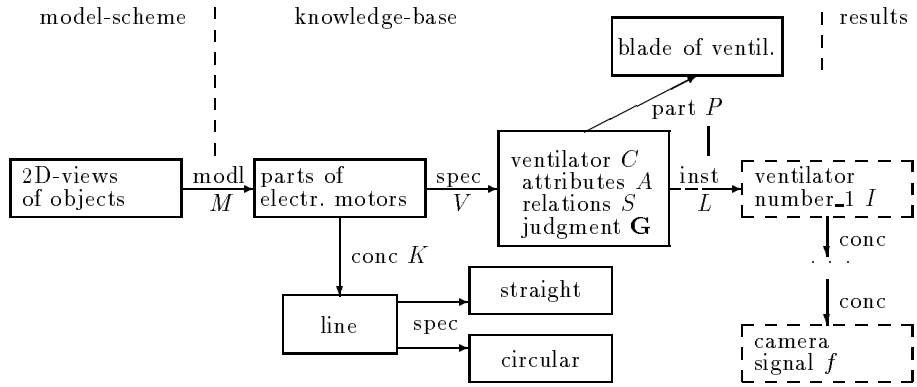 model-scheme
knowledge-base
results
blade of ventil.
part P
2D-views
of objects
modl
M
parts of
electr. motors
spec
V
ventilator C
attributes A
relations S
judgment G
inst
L
ventilator
number_1 I
conc
. . .
conc
camera
signal f
conc K
line
spec
straight
circular